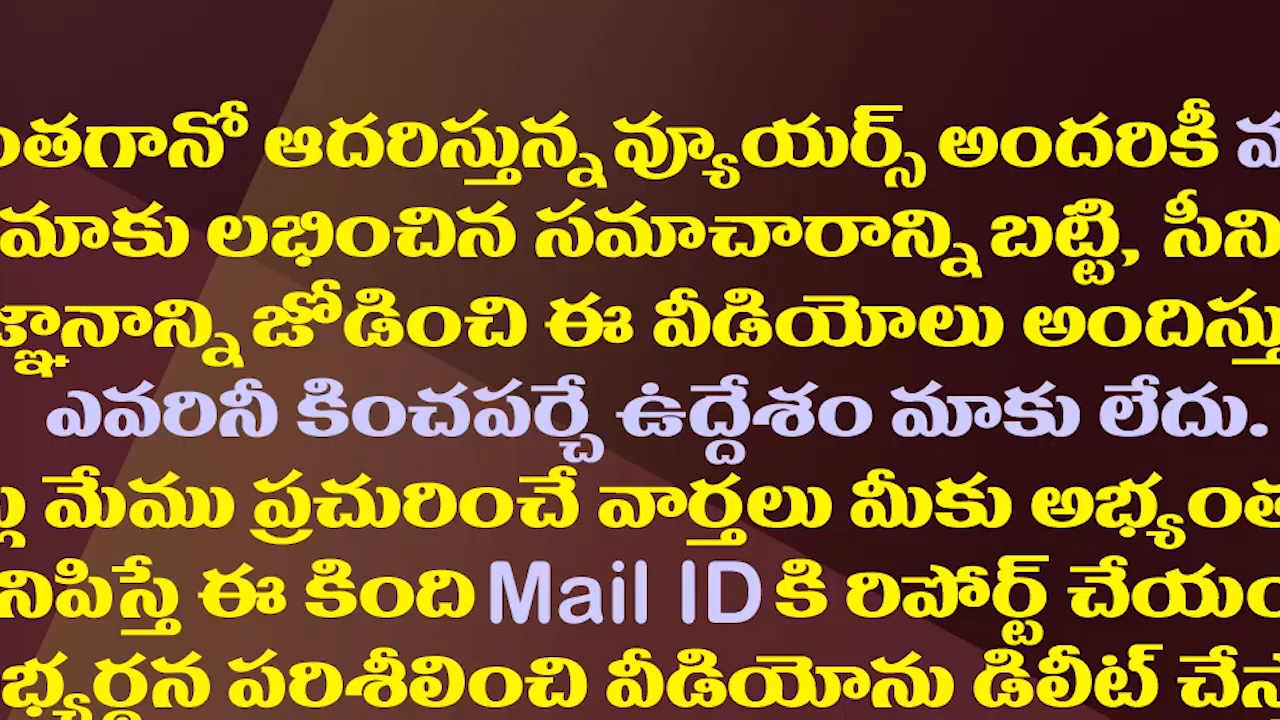 ంతగానో ఆదరిస్తున్న వ్యూయర్స్ అందరికీ
మాకు లభించిన సమాచారాన్ని బట్టి, సీని
జ్ఞానాన్ని జోడించి ఈ వీడియోలు అందిస్తు
ఎవరినీ కించపర్చే ఉద్దేశం మాకు లేదు.
మేము ప్రచురించే వార్తలు మీకు అభ్యంత
నిపిస్తే ఈ కింది Mail ID కి రిపోర్ట్ చేయం
భ్యర్థన పరిశీలించి వీడియోను డిలీట్ చేస